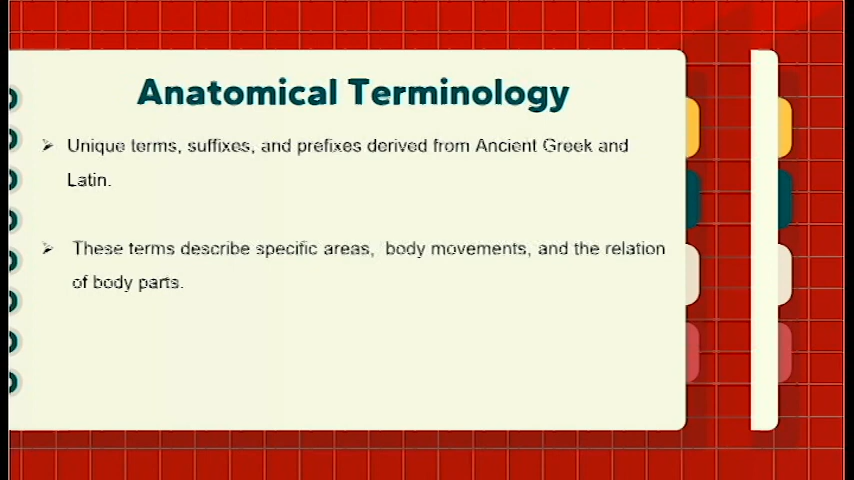 Anatomical Terminology
➢ Unique terms, suffixes, and prefixes derived from Ancient Greek and
Latin.
➢ These terms describe specific areas, body movements, and the relation
of body parts.